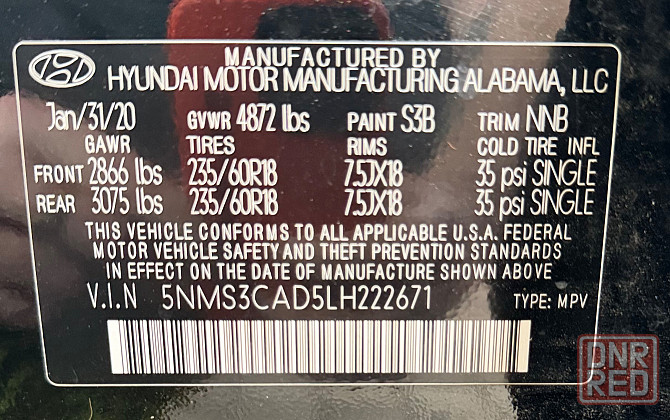 MANUFACTURED BY
HYUNDAI MOTOR MANUFACTURING ALABAMA, LLC
Jan/31/20 GVWR 4872 lbs PAINT S3B TRIM NNB
GAWR TIRES RIMS COLD TIRE INFL
FRONT 2866 lbs 235/60R18 7.5JX18 35 psi SINGLE
REAR 3075 lbs 235/60R18 7.5JX18 35 psi SINGLE
THIS VEHICLE CONFORMS TO ALL APPLICABLE U.S.A. FEDERAL
MOTOR VEHICLE SAFETY AND THEFT PREVENTION STANDARDS
IN EFFECT ON THE DATE OF MANUFACTURE SHOWN ABOVE
V.I.N 5NMS3CAD5LH222671 TYPE: MPV
DNR
RED